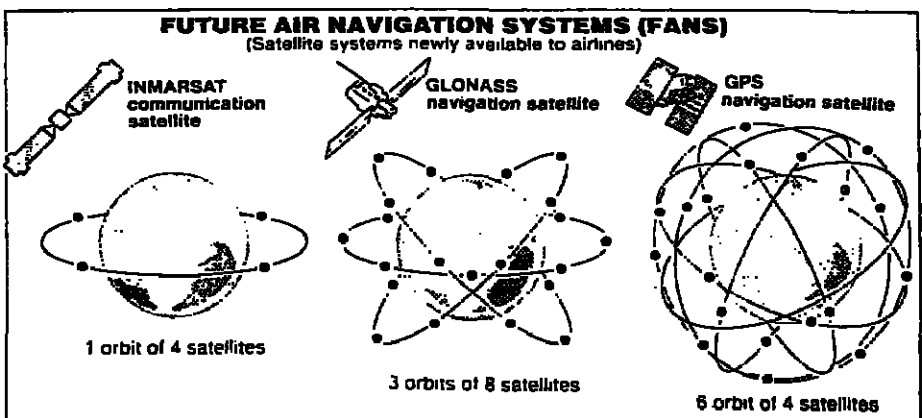 FUTURE AIR NAVIGATION SYSTEMS (FANS)
(Satellite systems newly available to airlines)
INMARSAT
communication
satellite
GLONASS
navigation satellite
GPS
navigation satellite
1 orbit of 4 satellites
3 orbits of 8 satellites
6 orbit of 4 satellites